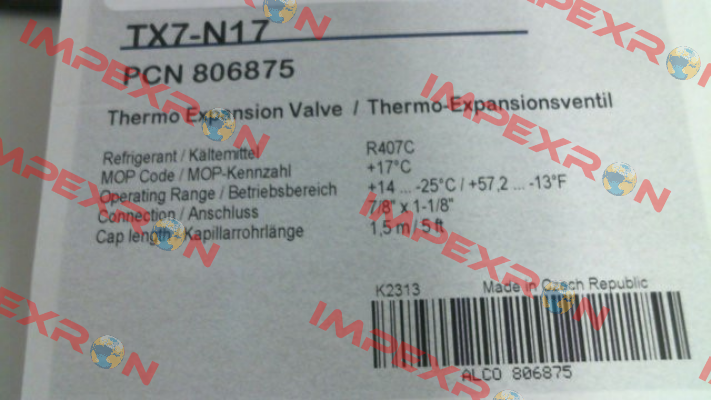 TX7-N17
PCN 806875
Thermo Expansion Valve / Thermo-Expansionsventil
Refrigerant / Kältemittel R407C
MOP Code / MOP-Kennzahl +17°C
Operating Range / Betriebsbereich +14 ... -25°C / +57,2 ... -13°F
Connection / Anschluss 7/8" x 1-1/8"
Cap length - Kapillarrohrlänge 1,5 m / 5 ft
K2313 Made in Czech Republic
ALCO 806875
IMPEXRON
IMPEXRON
IMPEXRON
IMPEXRON
IMPEXRON
IMPEXRON